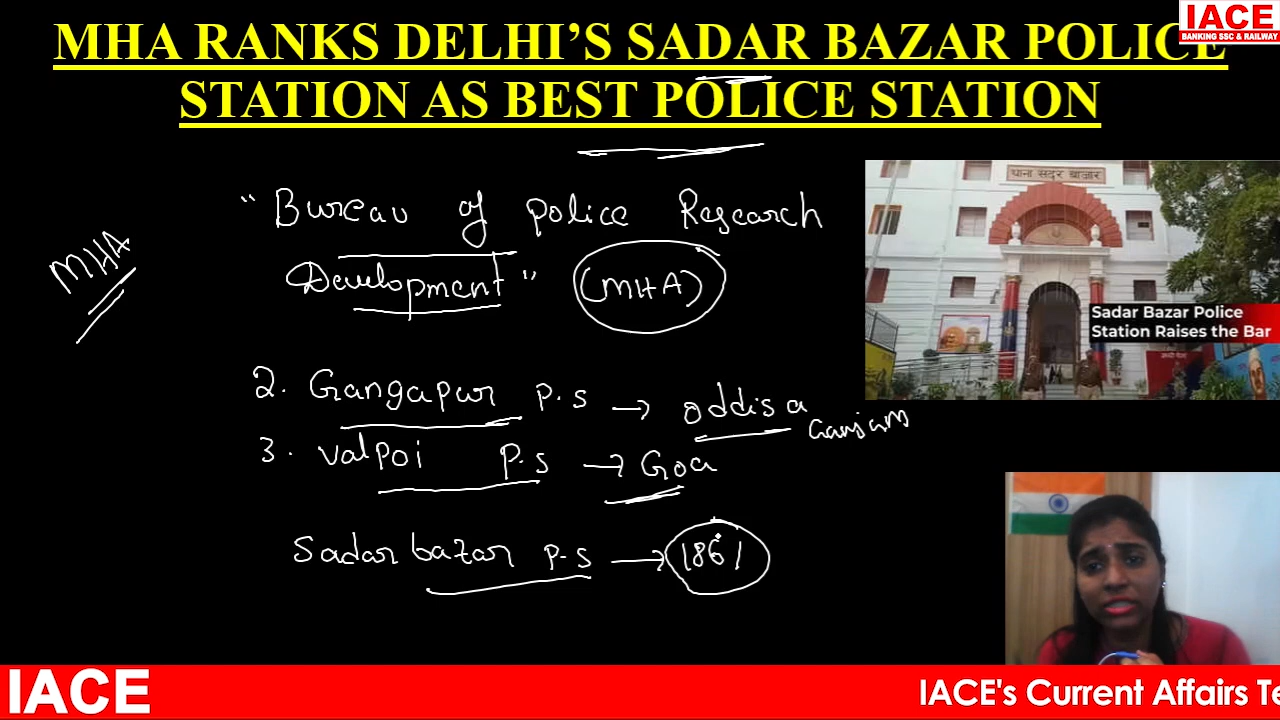 MHA RANKS DELHI'S SADAR BAZAR POLICE
STATION AS BEST POLICE STATION
IACE
BANKING SSC & RAILWAY
"Bureau of Police Research
Development" (MHA)
MHA
थाना सदर बाजार
Sadar Bazar Police
Station Raises the Bar
2. Gangapur P.S → oddisa
Ganjam
3. Valpoi P.S → Goa
Sadar bazar P-S → 1861
IACE
IACE's Current Affairs Te